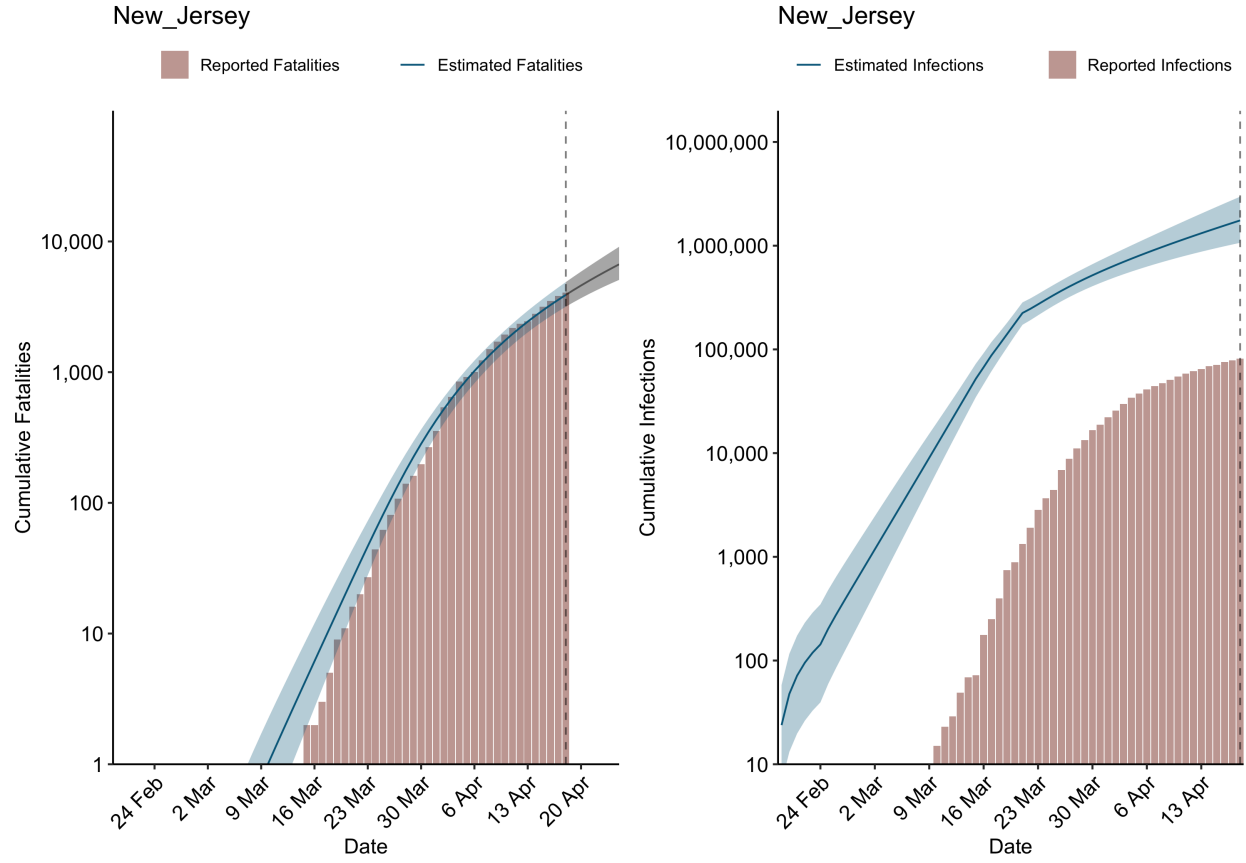 New_Jersey
Reported Fatalities
Estimated Fatalities
Cumulative Fatalities
10,000
1,000
100
10
1
24 Feb
2 Mar
9 Mar
16 Mar
23 Mar
30 Mar
6 Apr
13 Apr
20 Apr
Date
New_Jersey
Estimated Infections
Reported Infections
Cumulative Infections
10,000,000
1,000,000
100,000
10,000
1,000
100
10
24 Feb
2 Mar
9 Mar
16 Mar
23 Mar
30 Mar
6 Apr
13 Apr
Date